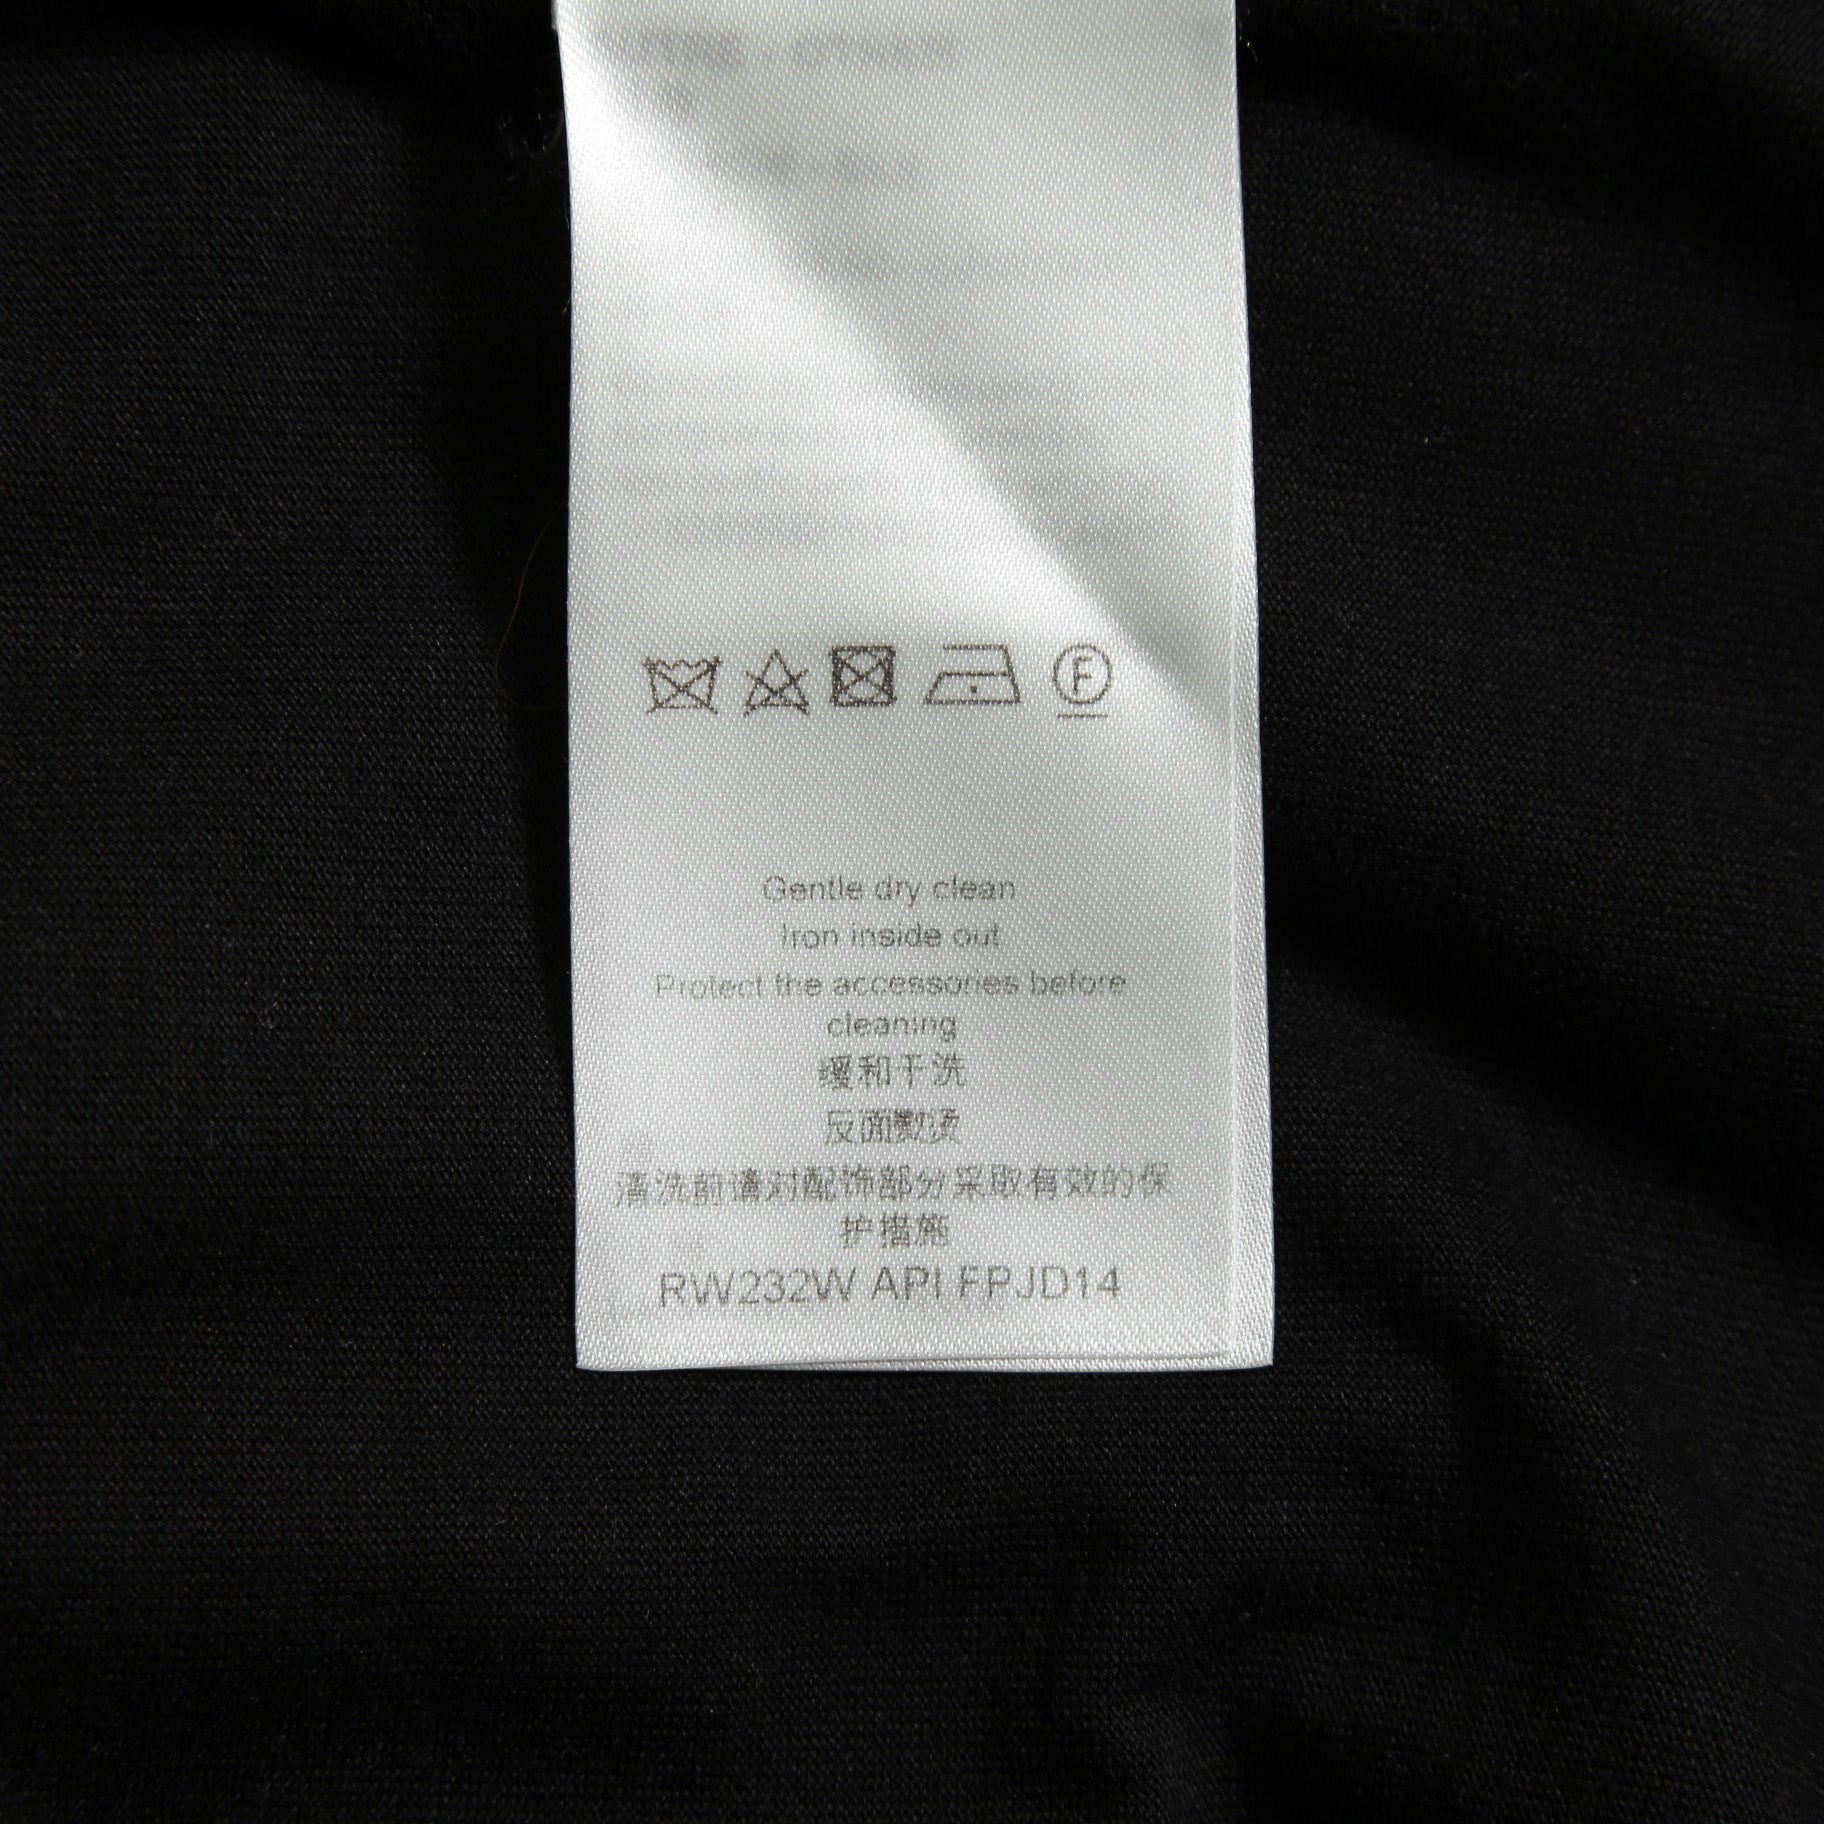 F
Gentle dry clean
Iron inside out
Protect the accessories before
cleaning
缓和干洗
反面熨烫
清洗前请对配饰部分采取有效的保
护措施
RW232W API FPJD14